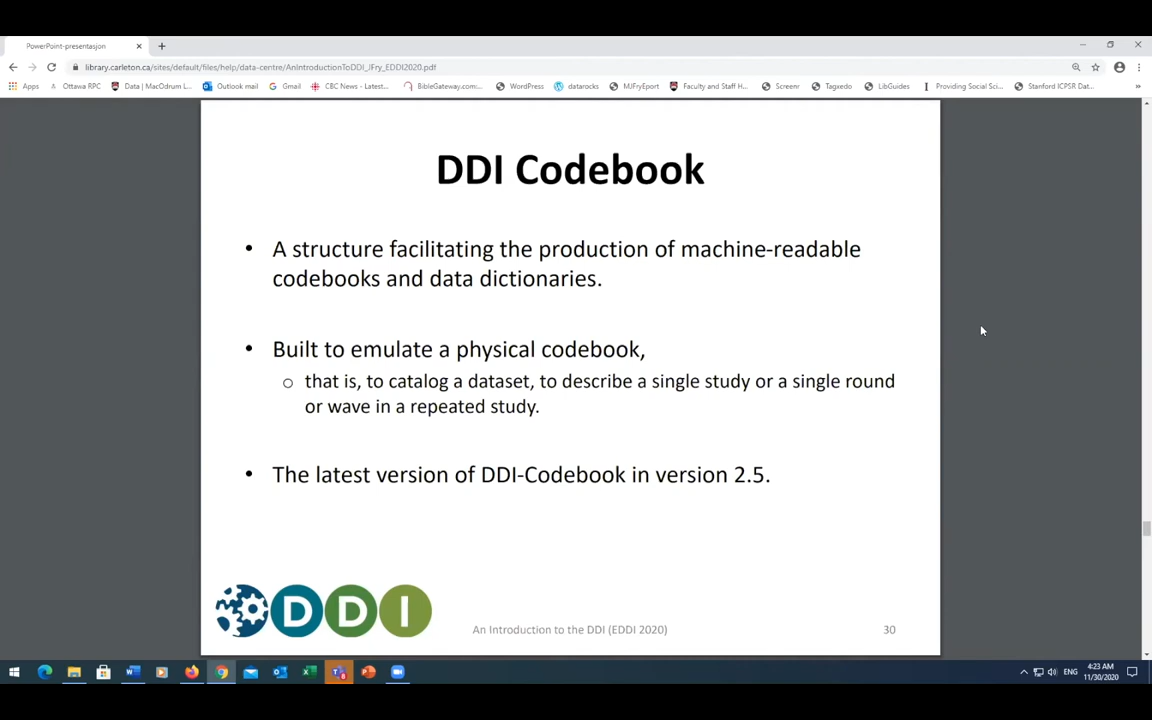 PowerPoint-presentasjon
library.carleton.ca/sites/default/files/help/data-centre/AnIntroductionToDDI_JFry_EDDI2020.pdf
Apps Ottawa RPC Data | MacOdrum L... Outlook mail Gmail CBC News - Latest... BibleGateway.com:... WordPress datarocks MJFryEport Faculty and Staff H... Screenr Tagxedo LibGuides Providing Social Sci... Stanford ICPSR Dat... »
DDI Codebook
• A structure facilitating the production of machine-readable
codebooks and data dictionaries.
• Built to emulate a physical codebook,
o that is, to catalog a dataset, to describe a single study or a single round
or wave in a repeated study.
• The latest version of DDI-Codebook in version 2.5.
DDI
An Introduction to the DDI (EDDI 2020)
30
ENG
4:23 AM
11/30/2020